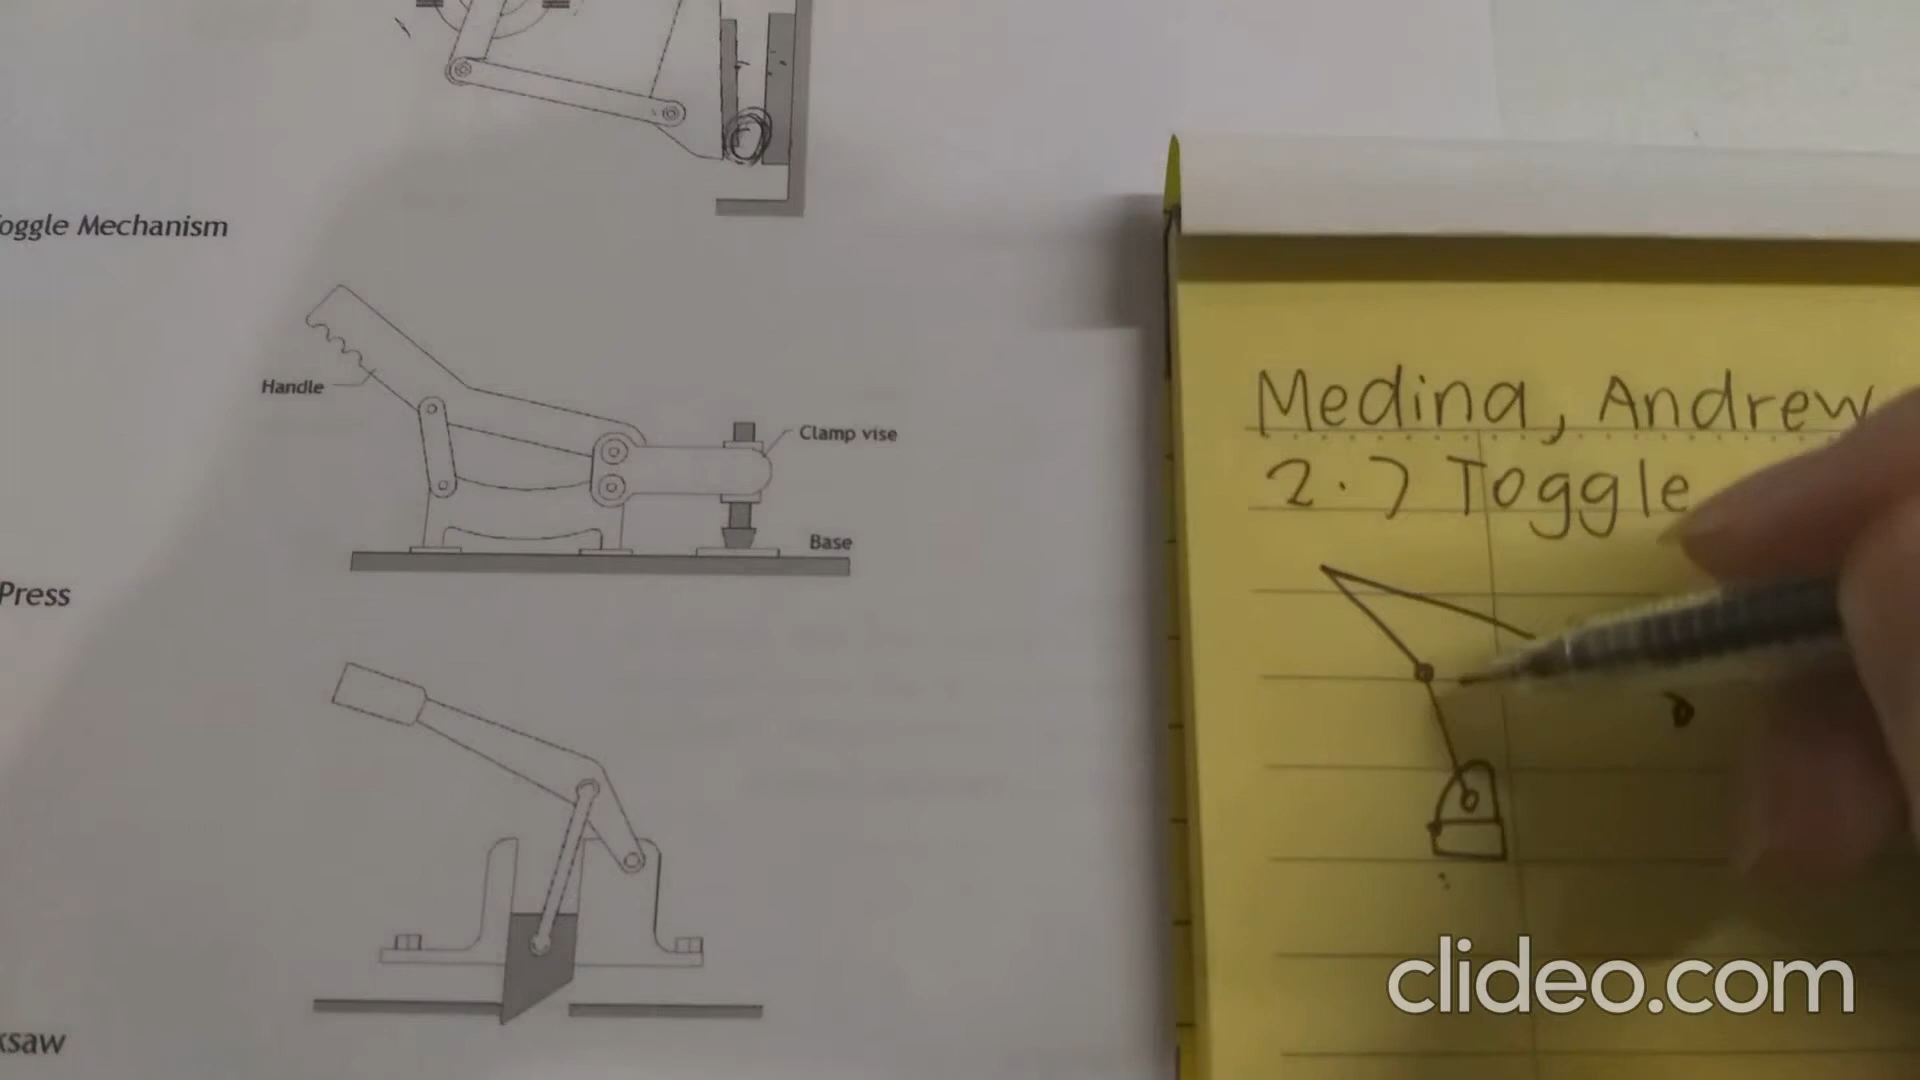 oggle Mechanism
Handle
Clamp vise
Base
Press
ksaw
Medina, Andrew
2.7 Toggle
clideo.com